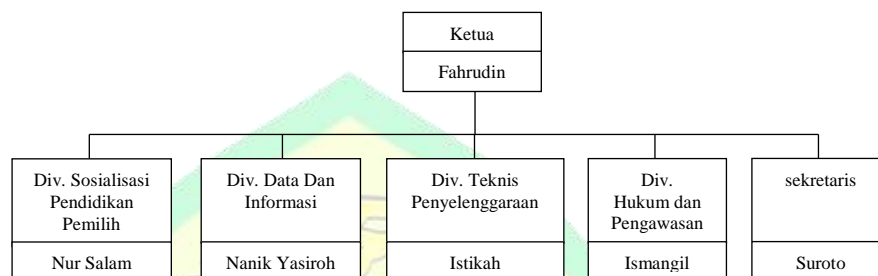 Ketua
Fahrudin
Div. Sosialisasi
Pendidikan
Pemilih
Nur Salam
Div. Data Dan
Informasi
Nanik Yasiroh
Div. Teknis
Penyelenggaraan
Istikah
Div.
Hukum dan
Pengawasan
Ismangil
sekretaris
Suroto